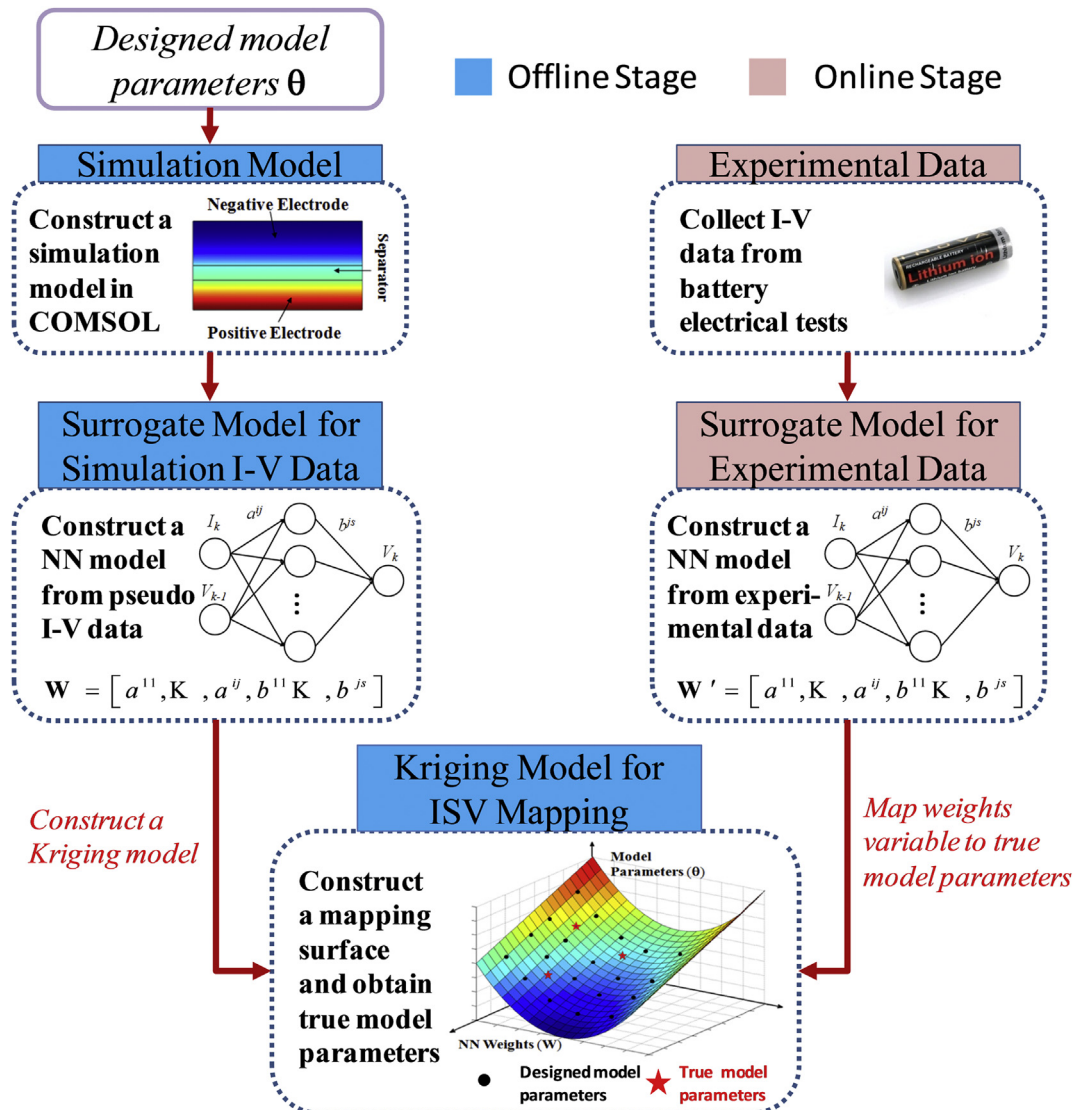 Designed model
parameters θ
Offline Stage
Online Stage
Simulation Model
Construct a
simulation
model in
COMSOL
Negative Electrode
Separator
Positive Electrode
Experimental Data
Collect I-V
data from
battery
electrical tests
RECHARGEABLE BATTERY
Lithium Ion
Surrogate Model for
Simulation I-V Data
Construct a
NN model
from pseudo
I-V data
I_k
a^{ij}
b^{js}
V_k
V_{k-1}
W = [ a^{11} , K , a^{ij} , b^{11} K , b^{js} ]
Surrogate Model for
Experimental Data
Construct a
NN model
from experi-
mental data
I_k
a^{ij}
b^{js}
V_k
V_{k-1}
W ′ = [ a^{11} , K , a^{ij} , b^{11} K , b^{js} ]
Construct a
Kriging model
Kriging Model for
ISV Mapping
Map weights
variable to true
model parameters
Construct
a mapping
surface
and obtain
true model
parameters
Model
Parameters (θ)
NN Weights (W)
Designed model
parameters
True model
parameters